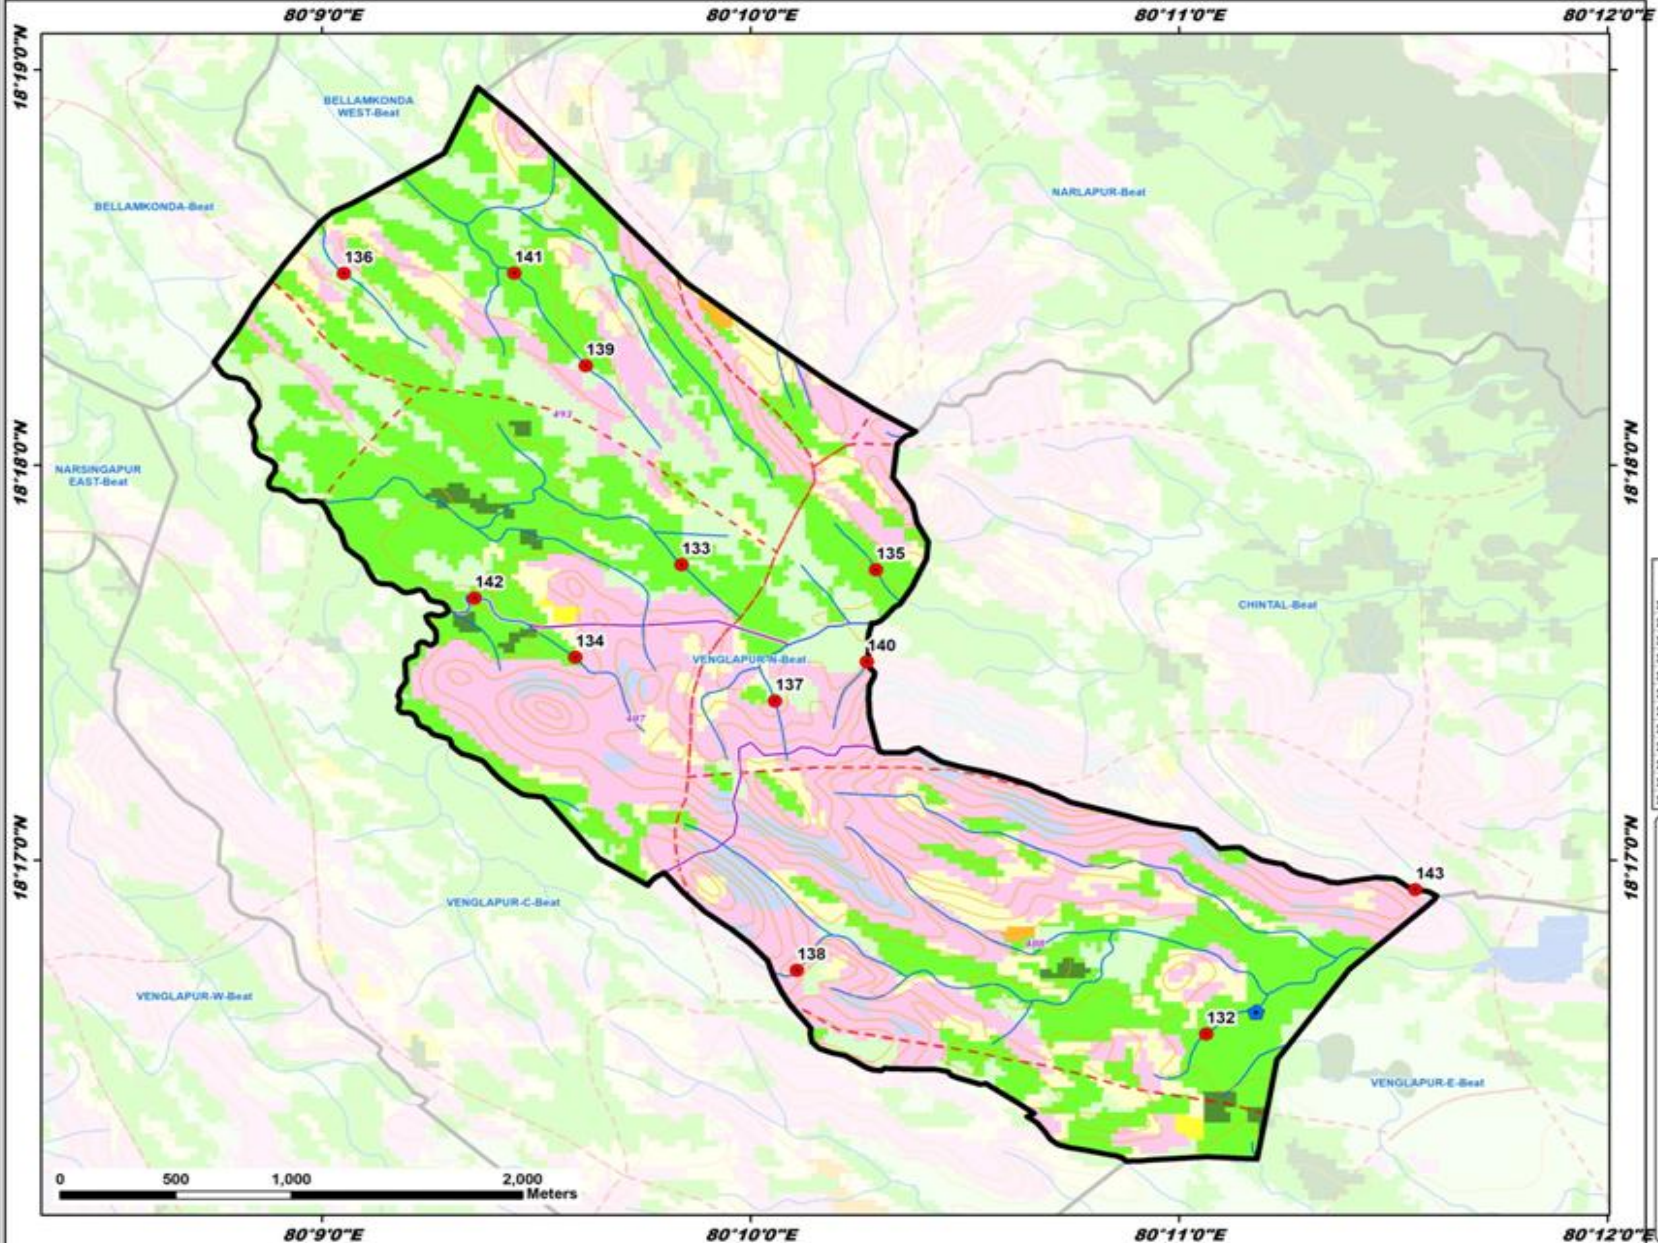 80°9'0"E 80°10'0"E 80°11'0"E 80°12'0"E
18°19'0"N
BELLAMKONDA
WEST-Beat
NARLAPUR-Beat
BELLAMKONDA-Beat
136
141
139
493
18°18'0"N
18°18'0"N
NARSINGAPUR
EAST-Beat
133
135
142
CHINTAL-Beat
134
140
VENGLAPUR-N-Beat
137
487
18°17'0"N
18°17'0"N
143
VENGLAPUR-C-Beat
488
138
VENGLAPUR-W-Beat
132
VENGLAPUR-E-Beat
0 500 1,000 2,000
Meters
80°9'0"E 80°10'0"E 80°11'0"E 80°12'0"E